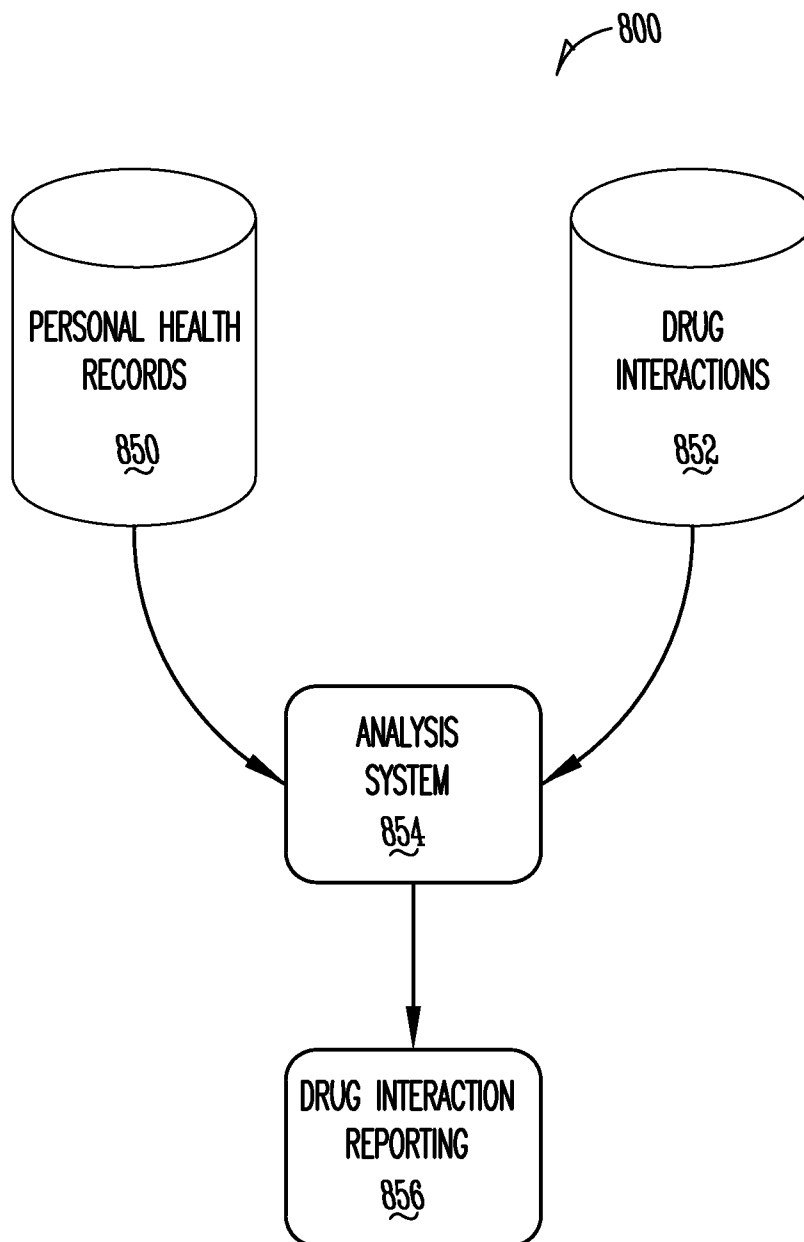 800
PERSONAL HEALTH
RECORDS
850
DRUG
INTERACTIONS
852
ANALYSIS
SYSTEM
854
DRUG INTERACTION
REPORTING
856